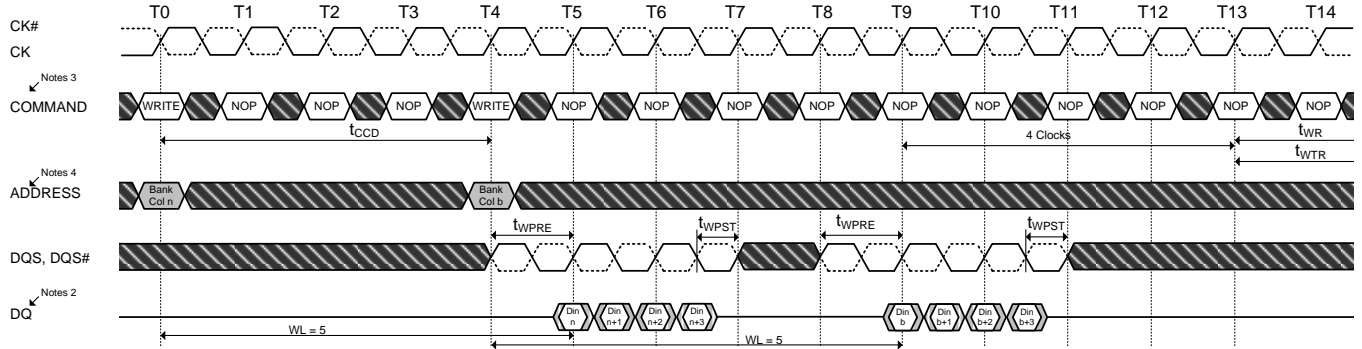 T0 T1 T2 T3 T4 T5 T6 T7 T8 T9 T10 T11 T12 T13 T14
CK#
CK
Notes 3
COMMAND WRITE NOP NOP NOP WRITE NOP NOP NOP NOP NOP NOP NOP NOP NOP NOP
tCCD 4 Clocks tWR
tWTR
Notes 4
ADDRESS Bank Bank
Col n Col b
tWPRE tWPST tWPRE tWPST
DQS, DQS#
Notes 2
DQ Din Din Din Din Din Din Din Din
n n+1 n+2 n+3 b b+1 b+2 b+3
WL = 5
WL = 5